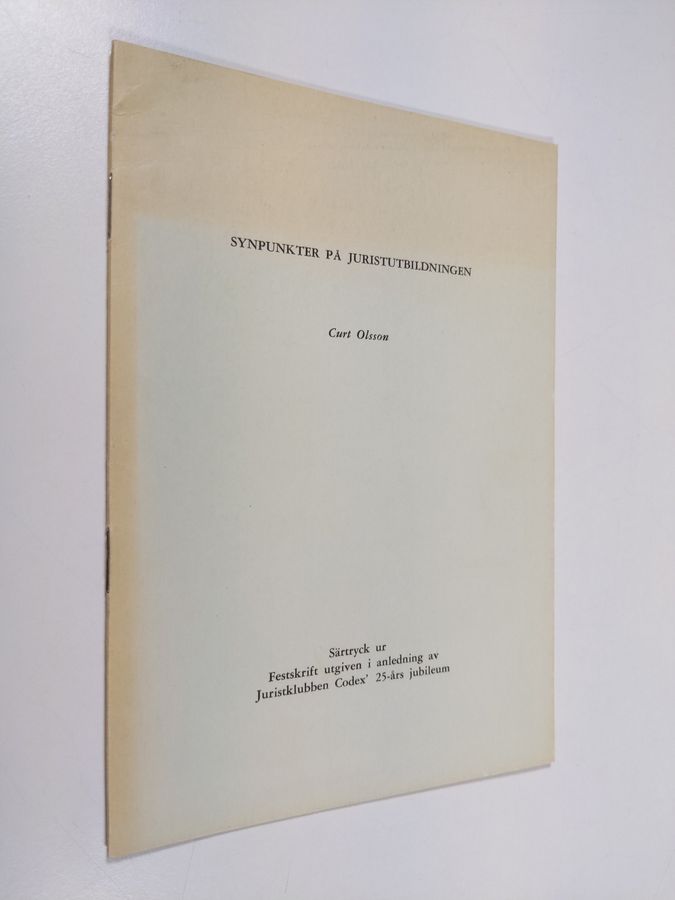 SYNPUNKTER PÅ JURISTUTBILDNINGEN
Curt Olsson
Särtryck ur
Festskrift utgiven i anledning av
Juristklubben Codex' 25-års jubileum